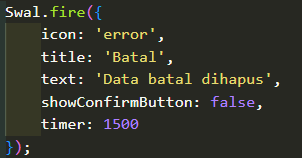 Swal.fire({
    icon: 'error',
    title: 'Batal',
    text: 'Data batal dihapus',
    showConfirmButton: false,
    timer: 1500
});